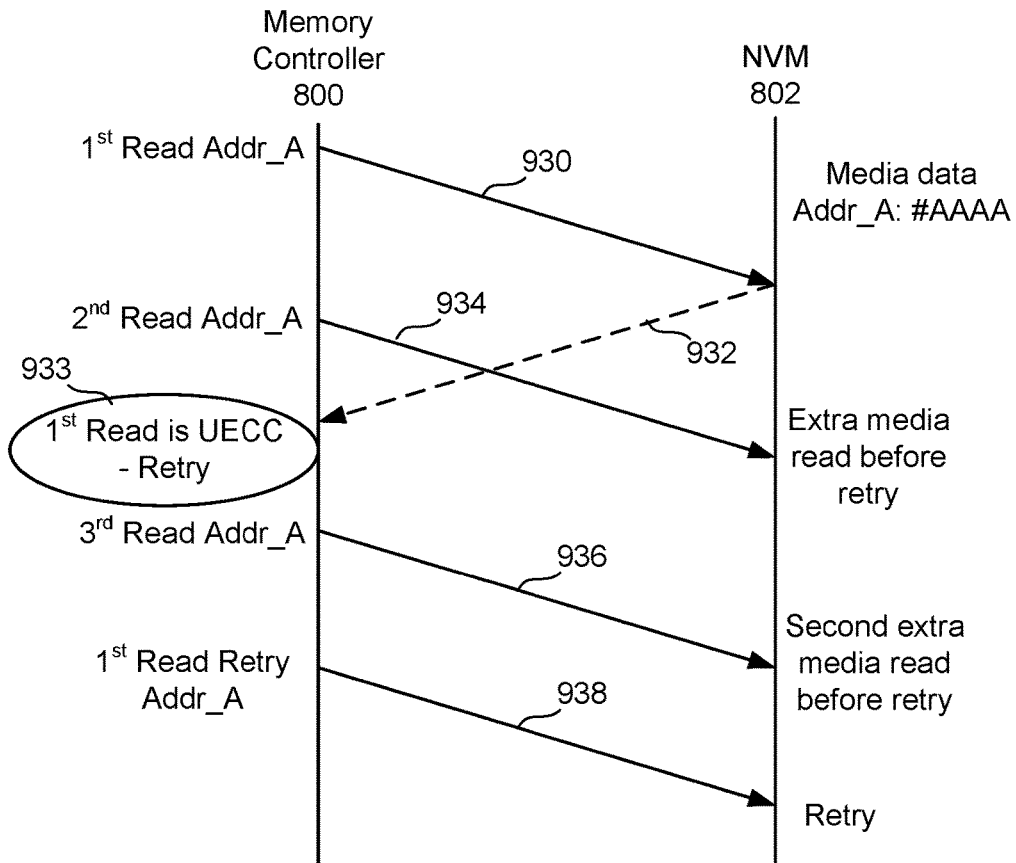 Memory
Controller
800
NVM
802
1st Read Addr_A
930
Media data
Addr_A: #AAAA
2nd Read Addr_A
934
932
933
1st Read is UECC
- Retry
Extra media
read before
retry
3rd Read Addr_A
936
Second extra
media read
before retry
1st Read Retry
Addr_A
938
Retry